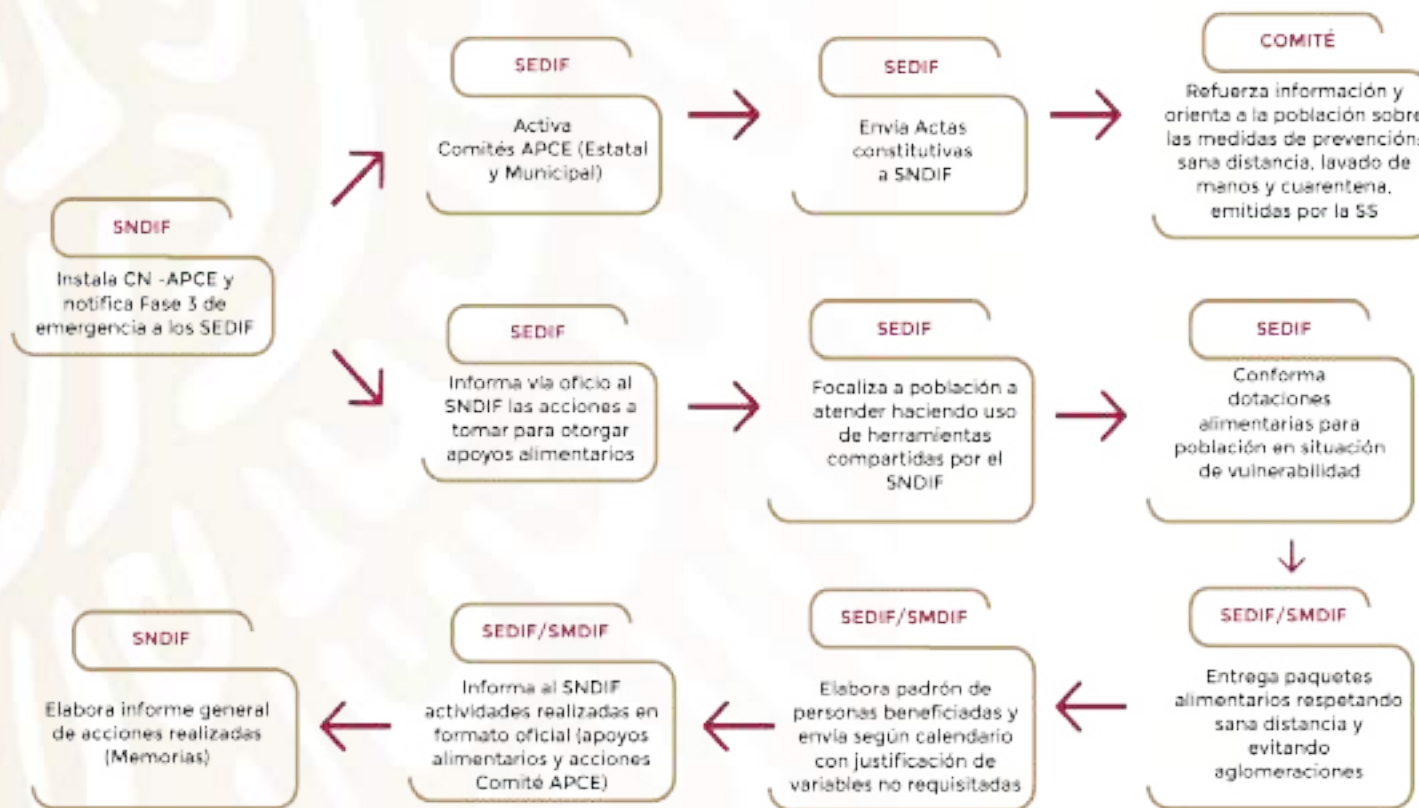 SNDIF
Instala CN -APCE y
notifica Fase 3 de
emergencia a los SEDIF
SEDIF
Activa
Comités APCE (Estatal
y Municipal)
SEDIF
Envía Actas
constitutivas
a SNDIF
COMITÉ
Refuerza información y
orienta a la población sobre
las medidas de prevención:
sana distancia, lavado de
manos y cuarentena,
emitidas por la SS
SEDIF
Informa vía oficio al
SNDIF las acciones a
tomar para otorgar
apoyos alimentarios
SEDIF
Focaliza a población a
atender haciendo uso
de herramientas
compartidas por el
SNDIF
SEDIF
Conforma
dotaciones
alimentarias para
población en situación
de vulnerabilidad
SEDIF/SMDIF
Entrega paquetes
alimentarios respetando
sana distancia y
evitando
aglomeraciones
SEDIF/SMDIF
Elabora padrón de
personas beneficiadas y
envía según calendario
con justificación de
variables no requisitadas
SEDIF/SMDIF
Informa al SNDIF
actividades realizadas en
formato oficial (apoyos
alimentarios y acciones
Comité APCE)
SNDIF
Elabora informe general
de acciones realizadas
(Memorias)